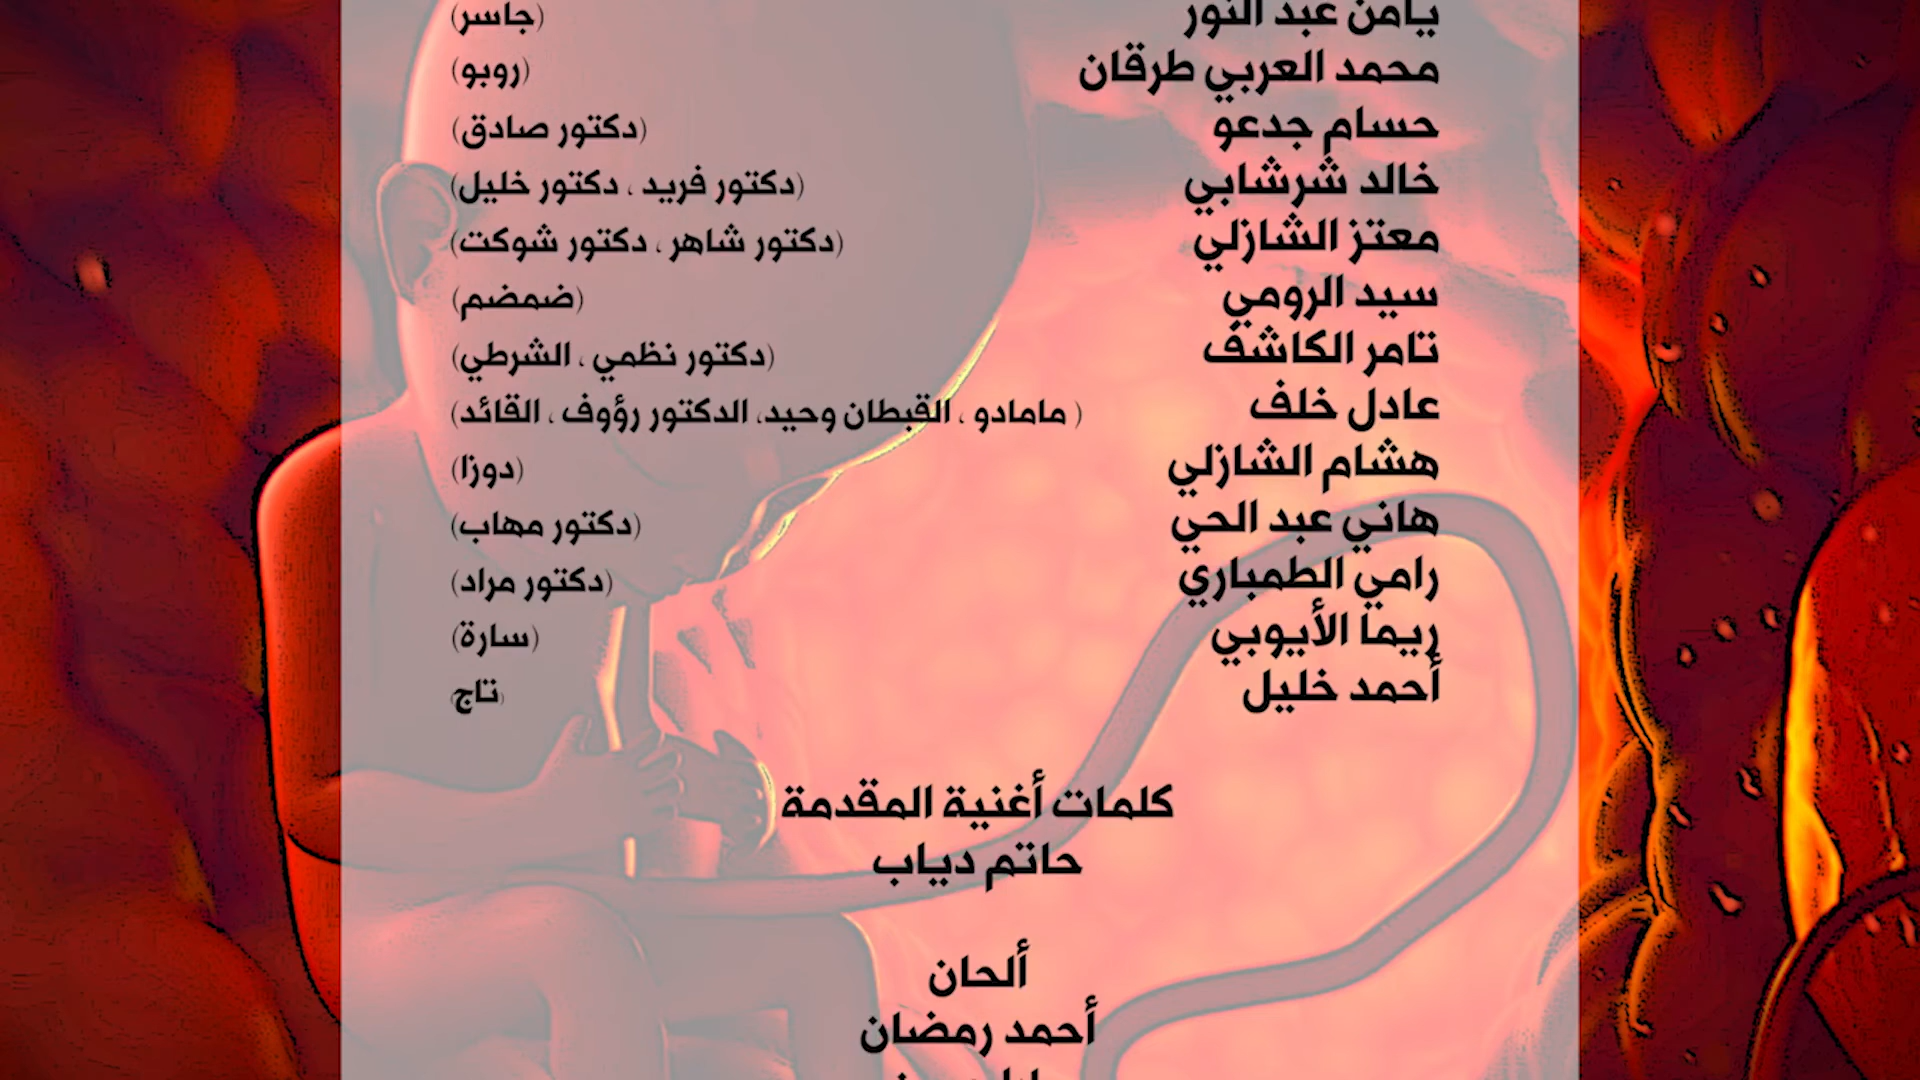 يامن عبد النور (جاسر)
محمد العربي طرقان (روبو)
حسام جدعو (دكتور صادق)
خالد شرشابي (دكتور فريد ، دكتور خليل)
معتز الشازلي (دكتور شاهر ، دكتور شوكت)
سيد الرومي (ضمضم)
تامر الكاشف (دكتور نظمي ، الشرطي)
عادل خلف ( مامادو ، القبطان وحيد، الدكتور رؤوف ، القائد)
هشام الشازلي (دوزا)
هاني عبد الحي (دكتور مهاب)
رامي الطمباري (دكتور مراد)
ريما الأيوبي (سارة)
أحمد خليل (تاج)
كلمات أغنية المقدمة
حاتم دياب
ألحان
أحمد رمضان